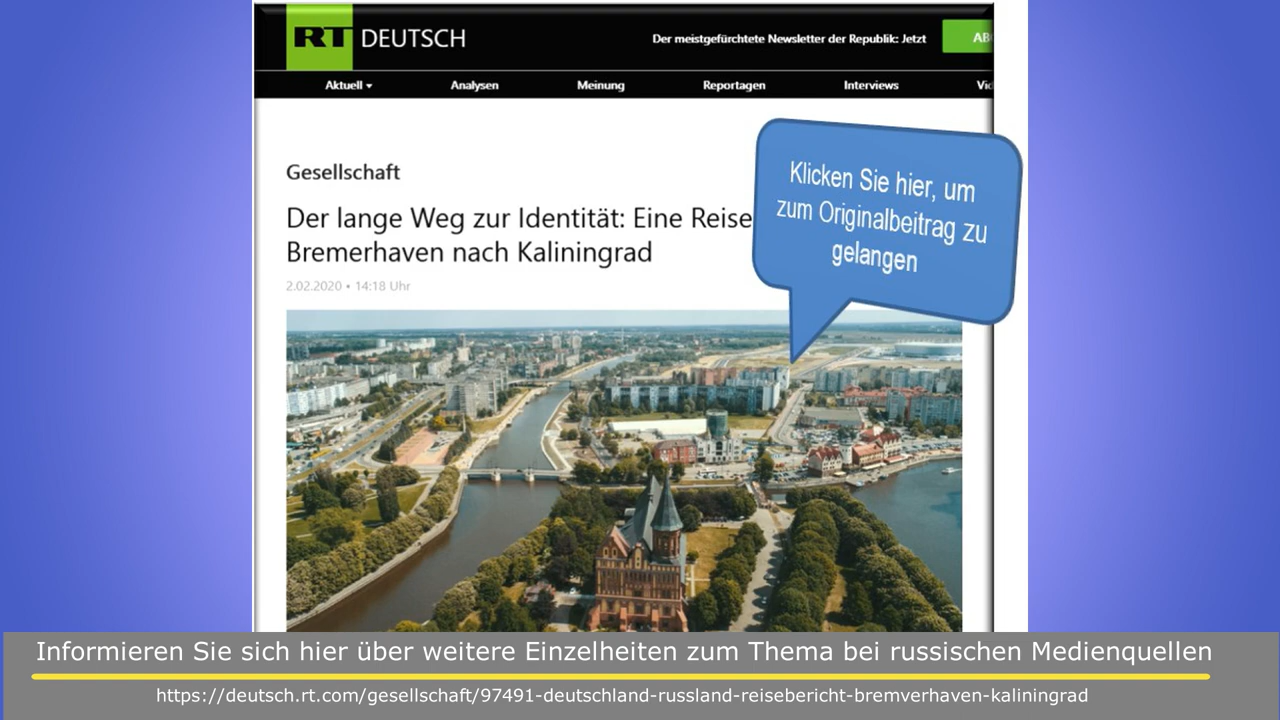 RT DEUTSCH
Der meistgefürchtete Newsletter der Republik: Jetzt
Aktuell Analysen Meinung Reportagen Interviews
Gesellschaft
Der lange Weg zur Identität: Eine Reise
Bremerhaven nach Kaliningrad
2.02.2020 • 14:18 Uhr
Klicken Sie hier, um
zum Originalbeitrag zu
gelangen
Informieren Sie sich hier über weitere Einzelheiten zum Thema bei russischen Medienquellen
https://deutsch.rt.com/gesellschaft/97491-deutschland-russland-reisebericht-bremverhaven-kaliningrad